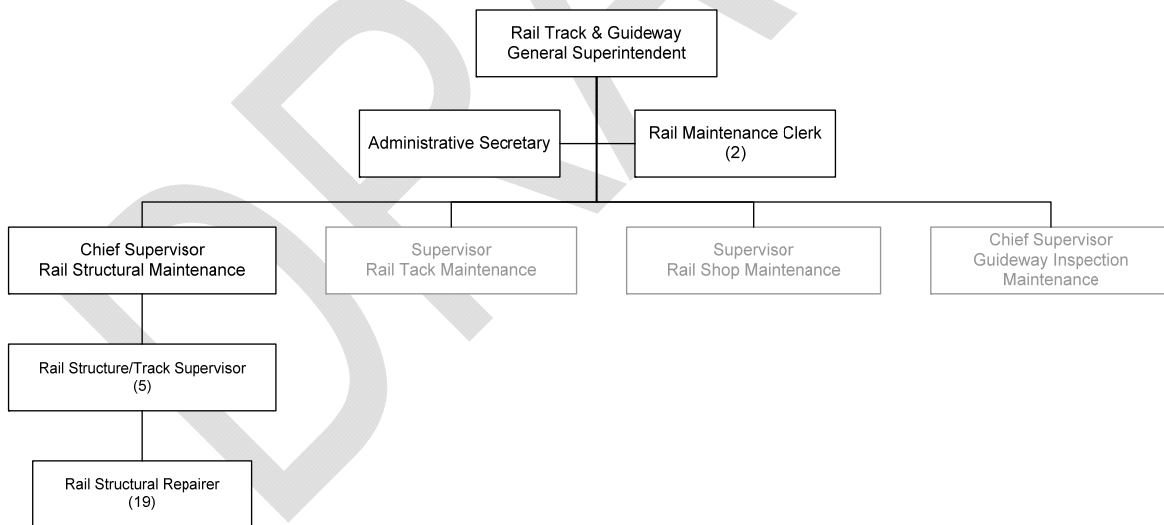 Rail Track & Guideway
General Superintendent
Administrative Secretary
Rail Maintenance Clerk
(2)
Chief Supervisor
Rail Structural Maintenance
Supervisor
Rail Tack Maintenance
Supervisor
Rail Shop Maintenance
Chief Supervisor
Guideway Inspection
Maintenance
Rail Structure/Track Supervisor
(5)
Rail Structural Repairer
(19)